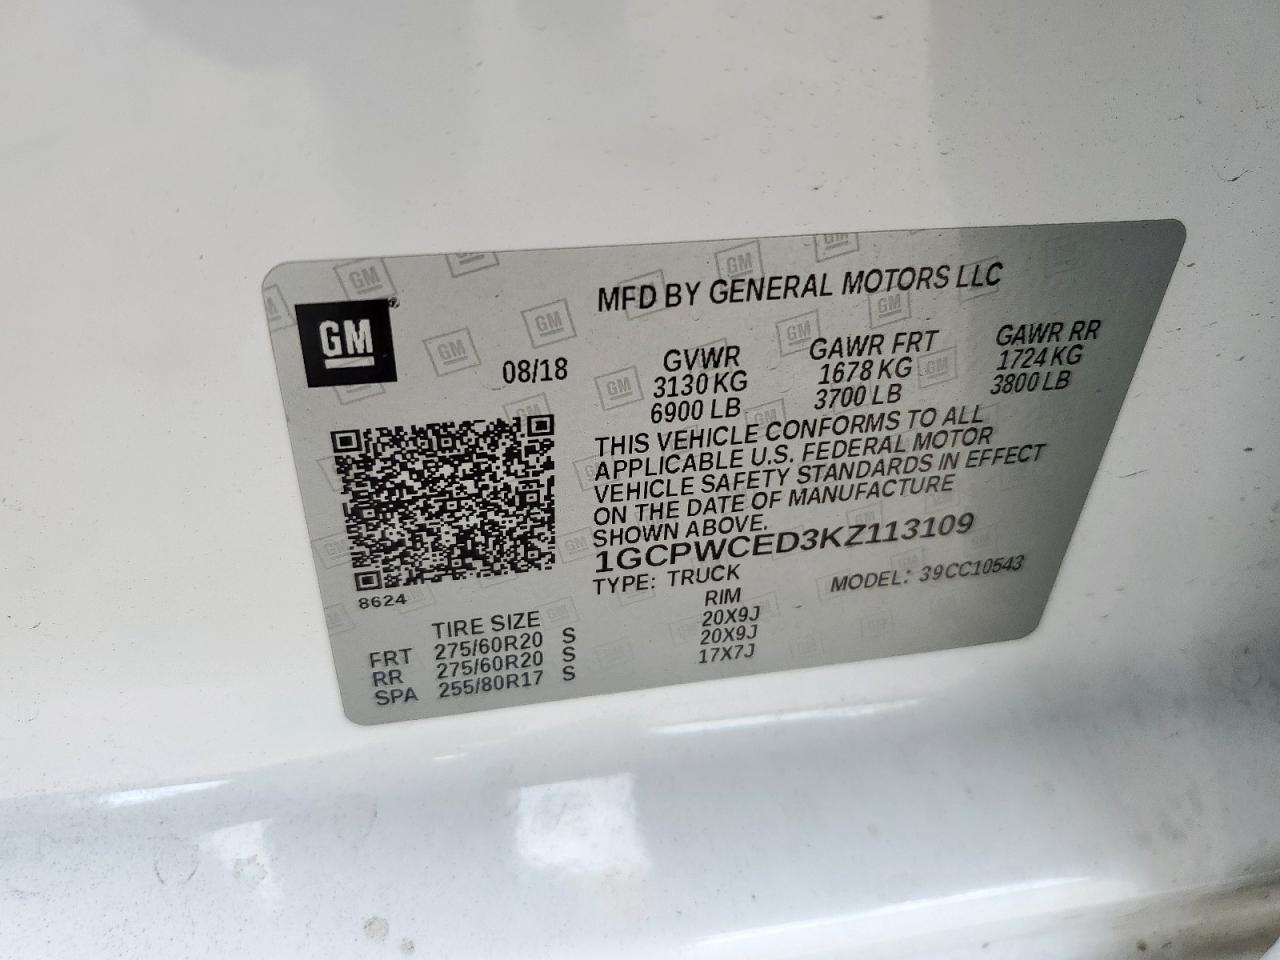 GM
MFD BY GENERAL MOTORS LLC
08/18
GVWR GAWR FRT GAWR RR
3130 KG 1678 KG 1724 KG
6900 LB 3700 LB 3800 LB
THIS VEHICLE CONFORMS TO ALL
APPLICABLE U.S. FEDERAL MOTOR
VEHICLE SAFETY STANDARDS IN EFFECT
ON THE DATE OF MANUFACTURE
SHOWN ABOVE.
1GCPWCED3KZ113109
TYPE: TRUCK MODEL: 39CC10543
8624
TIRE SIZE RIM
FRT 275/60R20 S 20X9J
RR 275/60R20 S 20X9J
SPA 255/80R17 S 17X7J